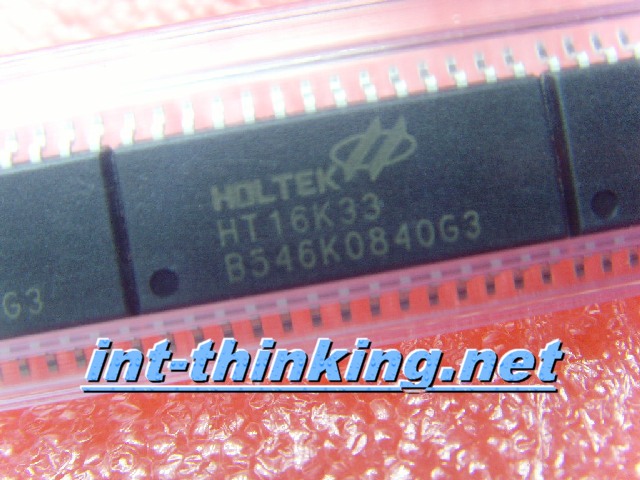 HOLTEK
HT16K33
B546K0840G3
G3
int-thinking.net